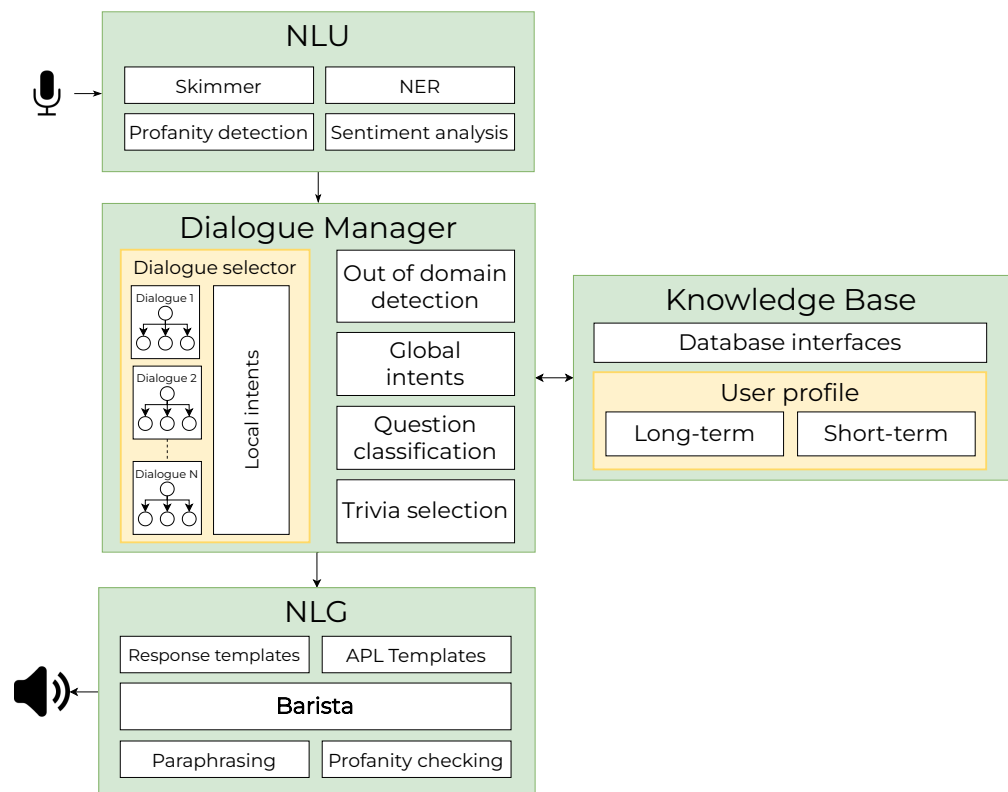 NLU
Skimmer
NER
Profanity detection
Sentiment analysis
Dialogue Manager
Dialogue selector
Dialogue 1
Dialogue 2
Dialogue N
Local intents
Out of domain
detection
Global
intents
Question
classification
Trivia selection
Knowledge Base
Database interfaces
User profile
Long-term
Short-term
NLG
Response templates
APL Templates
Barista
Paraphrasing
Profanity checking